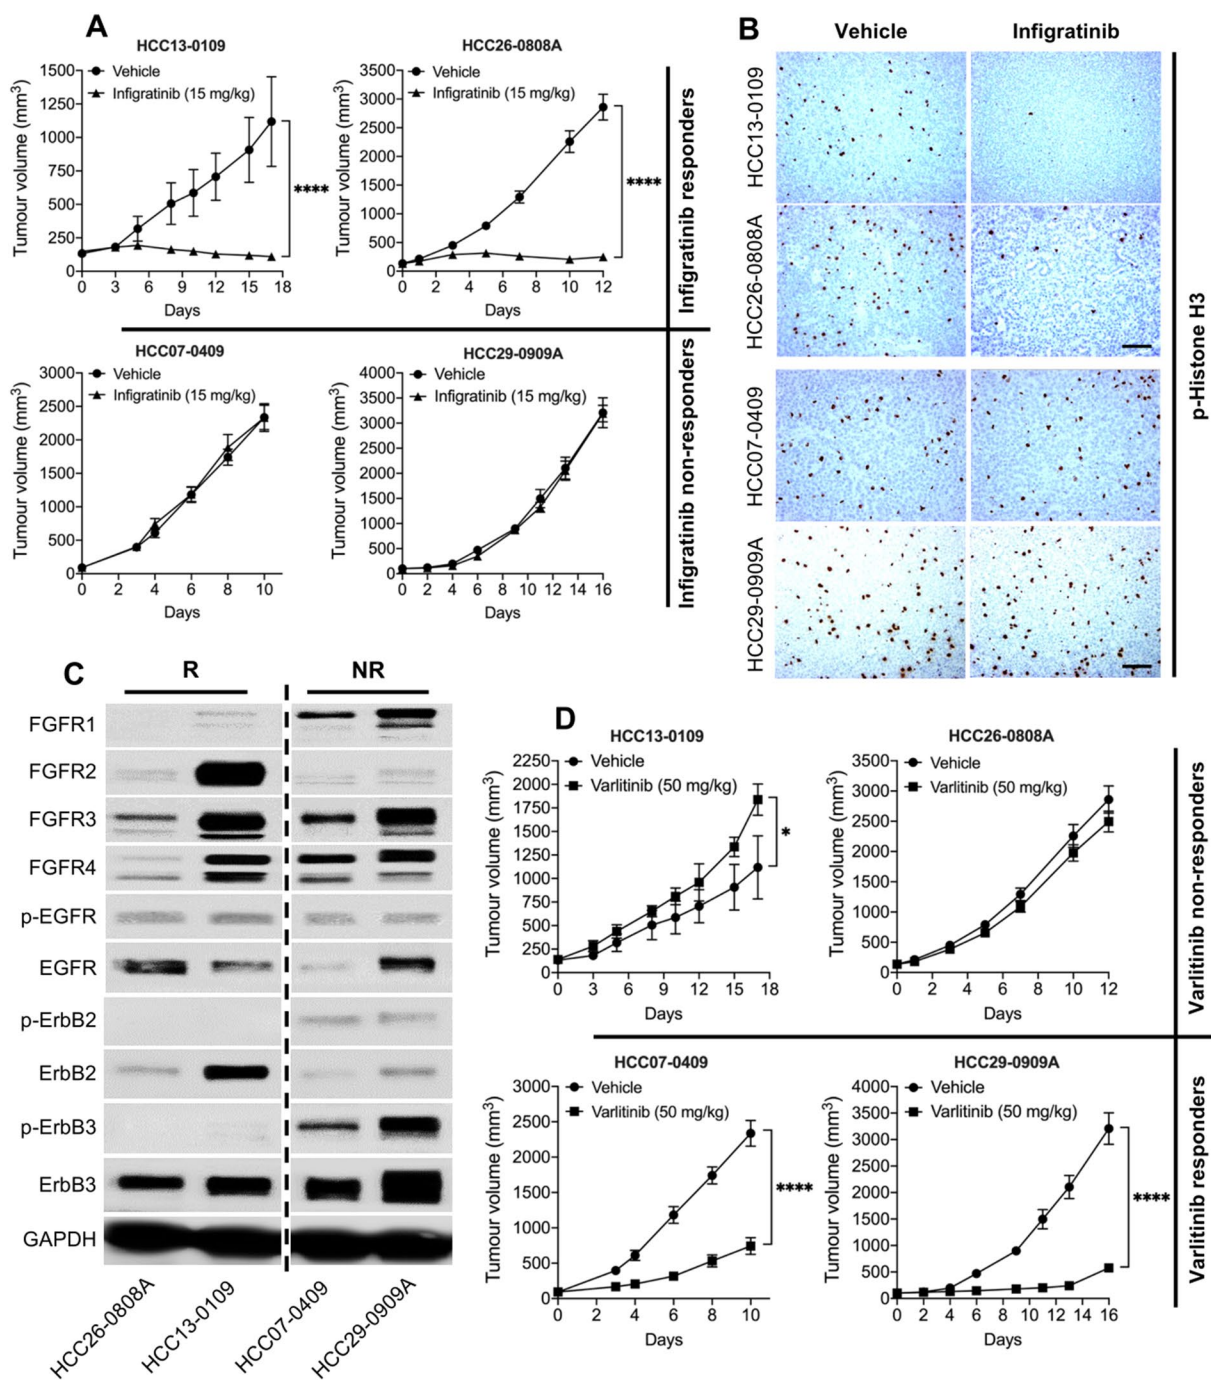 A
HCC13-0109
Tumour volume (mm3)
1500
1250
1000
750
500
250
0
Vehicle
Infigratinib (15 mg/kg)
****
0 3 6 9 12 15 18
Days
HCC26-0808A
Tumour volume (mm3)
3500
3000
2500
2000
1500
1000
500
0
Vehicle
Infigratinib (15 mg/kg)
****
0 2 4 6 8 10 12
Days
Infigratinib responders
HCC07-0409
Tumour volume (mm3)
3000
2500
2000
1500
1000
500
0
Vehicle
Infigratinib (15 mg/kg)
0 2 4 6 8 10
Days
HCC29-0909A
Tumour volume (mm3)
4000
3500
3000
2500
2000
1500
1000
500
0
Vehicle
Infigratinib (15 mg/kg)
0 2 4 6 8 10 12 14 16
Days
Infigratinib non-responders
B
Vehicle Infigratinib
HCC13-0109
HCC26-0808A
HCC07-0409
HCC29-0909A
p-Histone H3
C
R NR
FGFR1
FGFR2
FGFR3
FGFR4
p-EGFR
EGFR
p-ErbB2
ErbB2
p-ErbB3
ErbB3
GAPDH
HCC26-0808A
HCC13-0109
HCC07-0409
HCC29-0909A
D
HCC13-0109
Tumour volume (mm3)
2250
2000
1750
1500
1250
1000
750
500
250
0
Vehicle
Varlitinib (50 mg/kg)
*
0 3 6 9 12 15 18
Days
HCC26-0808A
Tumour volume (mm3)
3500
3000
2500
2000
1500
1000
500
0
Vehicle
Varlitinib (50 mg/kg)
0 2 4 6 8 10 12
Days
Varlitinib non-responders
HCC07-0409
Tumour volume (mm3)
3000
2500
2000
1500
1000
500
0
Vehicle
Varlitinib (50 mg/kg)
****
0 2 4 6 8 10
Days
HCC29-0909A
Tumour volume (mm3)
4000
3500
3000
2500
2000
1500
1000
500
0
Vehicle
Varlitinib (50 mg/kg)
****
0 2 4 6 8 10 12 14 16
Days
Varlitinib responders